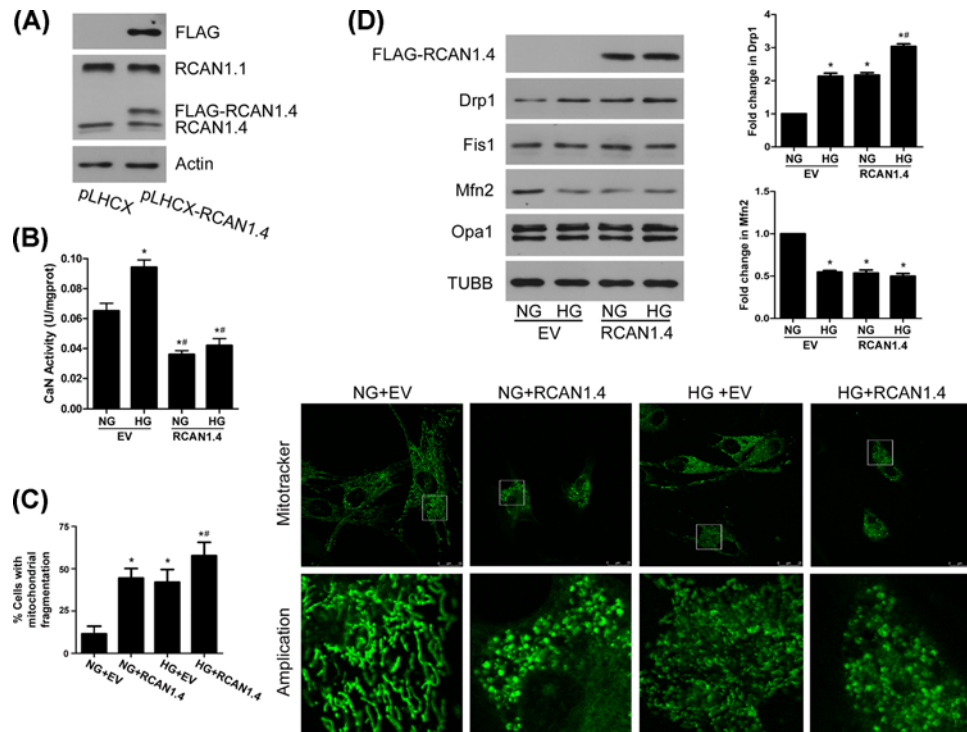 (A)
FLAG
RCAN1.1
FLAG-RCAN1.4
RCAN1.4
Actin
pLHCX
pLHCX-RCAN1.4
(B)
CaN Activity (U/mgprot)
0.10
0.08
0.06
0.04
0.02
0.00
*
*#
*#
NG HG NG HG
EV RCAN1.4
(C)
% Cells with
mitochondrial
fragmentation
75
50
25
0
*
*
*#
NG+EV
NG+RCAN1.4
HG+EV
HG+RCAN1.4
(D)
FLAG-RCAN1.4
Drp1
Fis1
Mfn2
Opa1
TUBB
NG HG NG HG
EV RCAN1.4
Fold change in Drp1
4
3
2
1
0
*
*
*#
NG HG NG HG
EV RCAN1.4
Fold change in Mfn2
1.5
1.0
0.5
0.0
*
*
*
NG HG NG HG
EV RCAN1.4
NG+EV NG+RCAN1.4 HG +EV HG+RCAN1.4
Mitotracker
Amplication